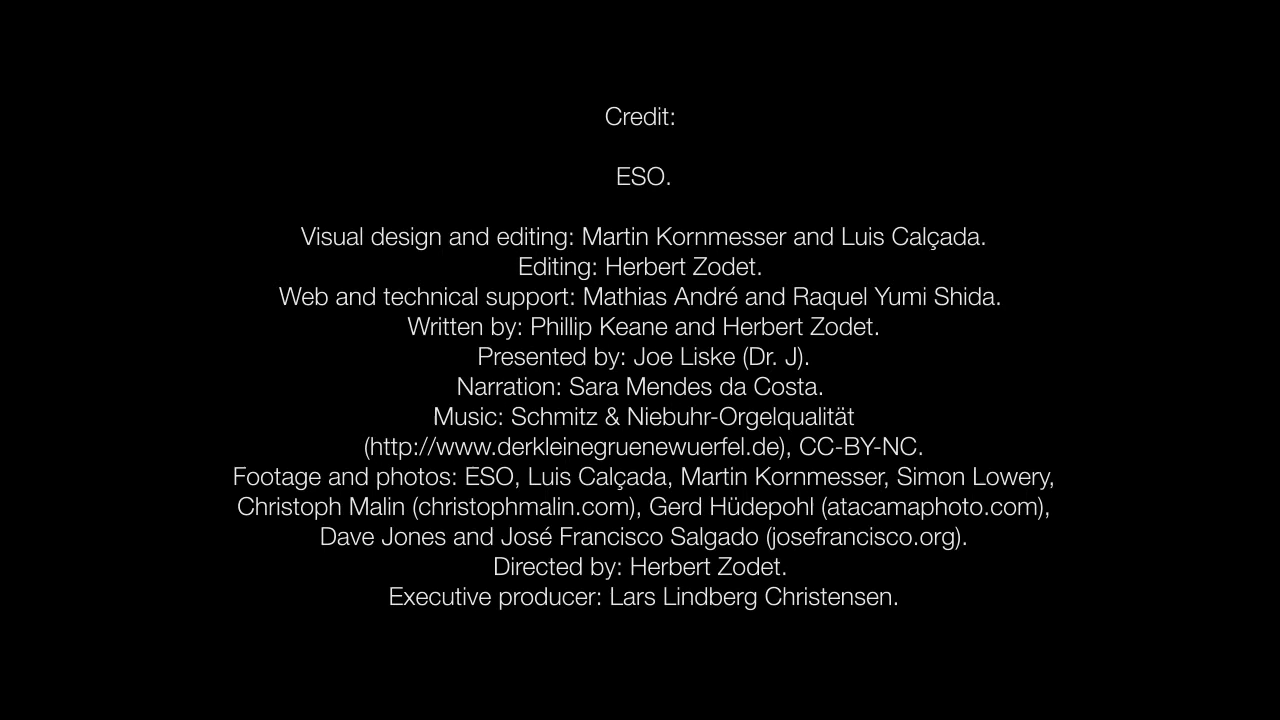 Credit:
ESO.
Visual design and editing: Martin Kornmesser and Luis Calçada.
Editing: Herbert Zodet.
Web and technical support: Mathias André and Raquel Yumi Shida.
Written by: Phillip Keane and Herbert Zodet.
Presented by: Joe Liske (Dr. J).
Narration: Sara Mendes da Costa.
Music: Schmitz & Niebuhr-Orgelqualität
(http://www.derkleinegruenewuerfel.de), CC-BY-NC.
Footage and photos: ESO, Luis Calçada, Martin Kornmesser, Simon Lowery,
Christoph Malin (christophmalin.com), Gerd Hüdepohl (atacamaphoto.com),
Dave Jones and José Francisco Salgado (josefrancisco.org).
Directed by: Herbert Zodet.
Executive producer: Lars Lindberg Christensen.